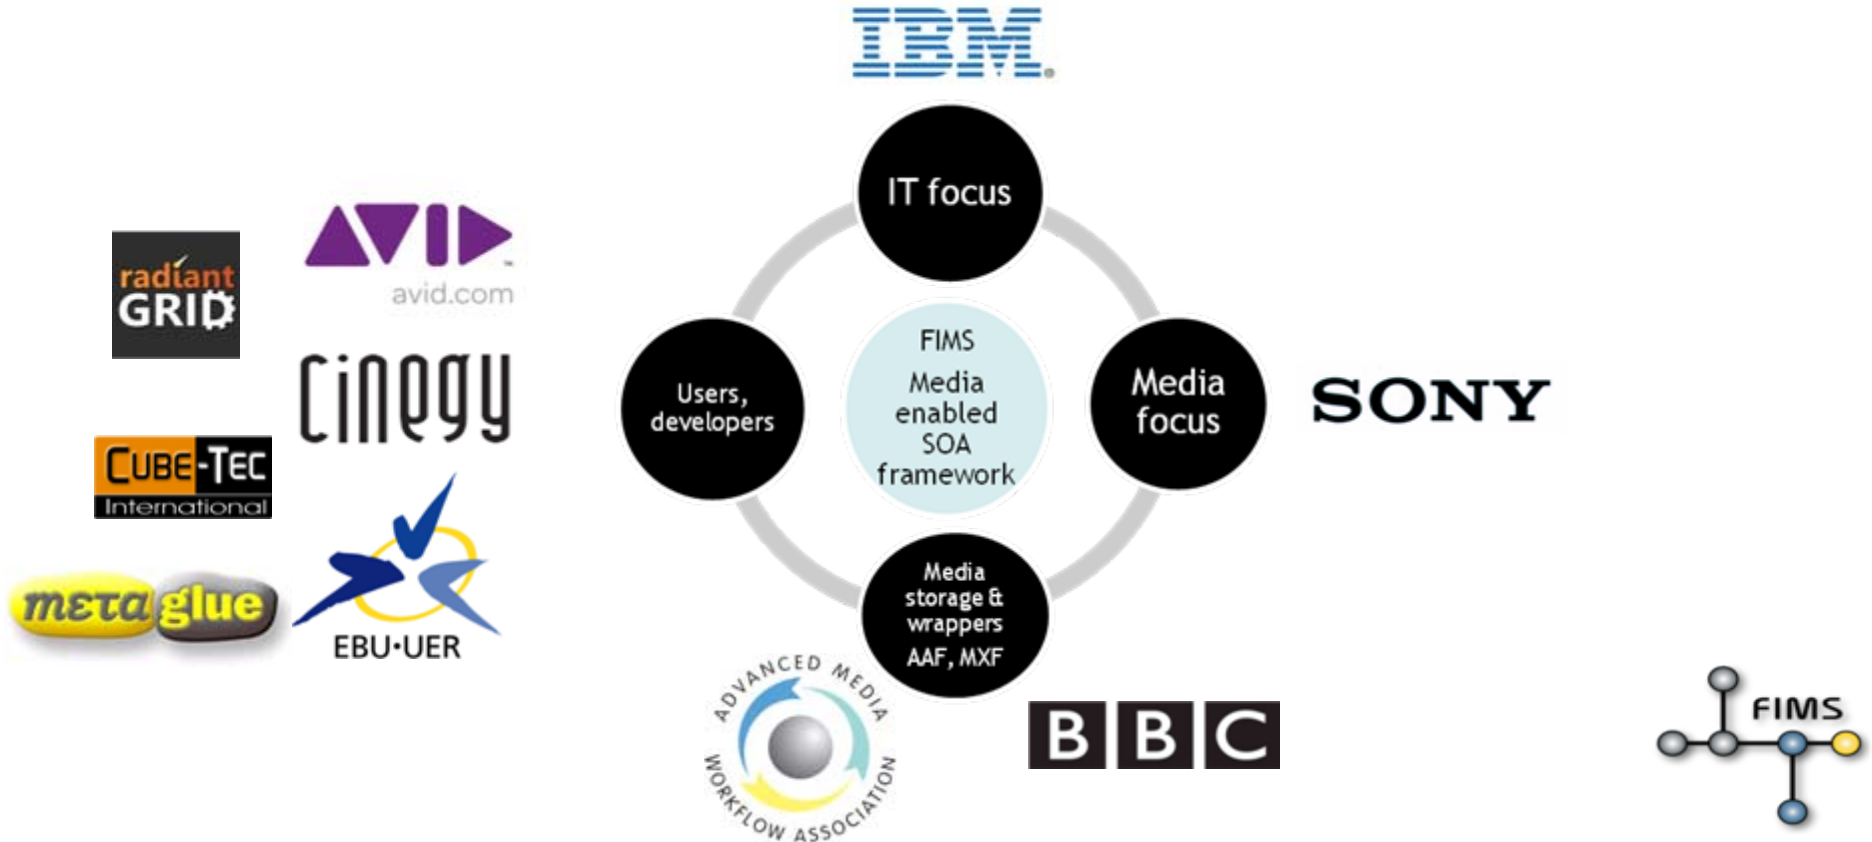 IBM®
IT focus
AVID™
avid.com
radiant
GRID
cinegy
CUBE-TEC
International
metaglue
EBU•UER
Users,
developers
FIMS
Media
enabled
SOA
framework
Media
focus
SONY
Media
storage &
wrappers
AAF, MXF
ADVANCED MEDIA
WORKFLOW ASSOCIATION
BBC
FIMS